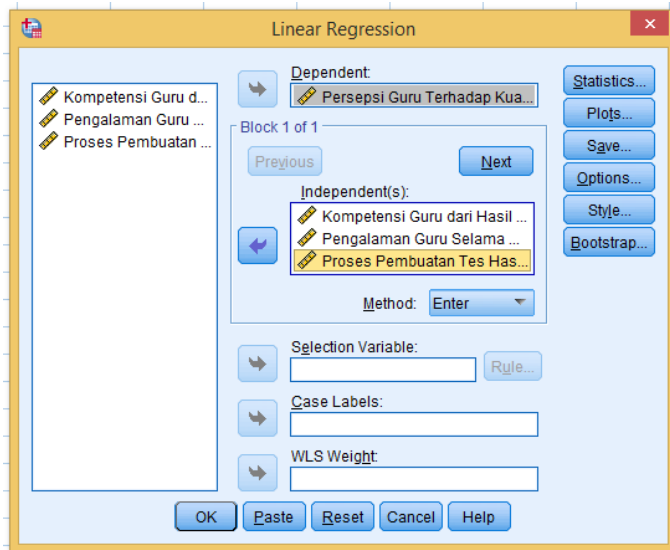 Linear Regression
Kompetensi Guru d...
Pengalaman Guru ...
Proses Pembuatan ...
Dependent:
Persepsi Guru Terhadap Kua...
Block 1 of 1
Previous
Next
Independent(s):
Kompetensi Guru dari Hasil ...
Pengalaman Guru Selama ...
Proses Pembuatan Tes Has...
Method:
Enter
Selection Variable:
Rule...
Case Labels:
WLS Weight:
Statistics...
Plots...
Save...
Options...
Style...
Bootstrap...
OK
Paste
Reset
Cancel
Help